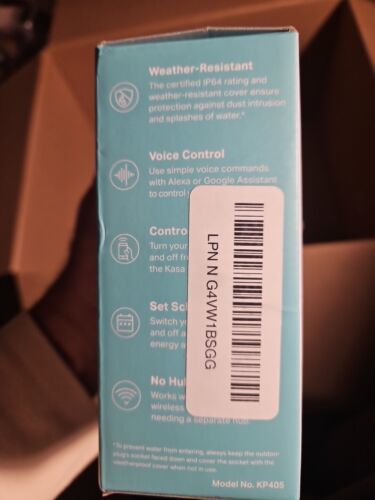 Weather-Resistant
The certified IP64 rating and
weather-resistant cover ensure
protection against dust intrusion
and splashes of water.*
Voice Control
Use simple voice commands
with Alexa or Google Assistant
to control
Control
Turn your
and off from
the Kasa
Set
Switch
and off
energy
No Hub
Works
wireless
needing a separate hub.
LPN N G4VW1BSGG
*To prevent water from entering, always keep the outdoor
plug's socket faced down and cover the socket with the
weatherproof cover when not in use.
Model No. KP405